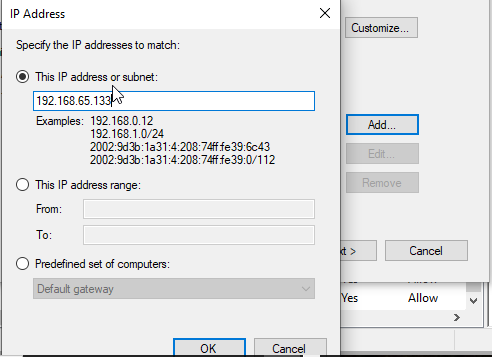 IP Address
Customize...
Specify the IP addresses to match:
This IP address or subnet:
192.168.65.133
Add...
Examples: 192.168.0.12
192.168.1.0/24
2002:9d3b:1a31:4:208:74ff:fe39:6c43
2002:9d3b:1a31:4:208:74ff:fe39:0/112
Edit...
Remove
This IP address range:
From:
To:
Cancel
Predefined set of computers:
Default gateway
Yes Allow
OK Cancel